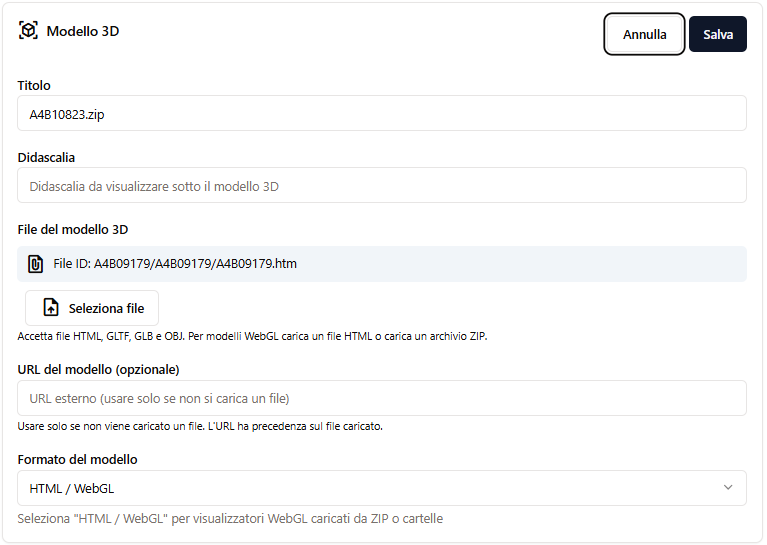 Modello 3D
Annulla
Salva
Titolo
A4B10823.zip
Didascalia
Didascalia da visualizzare sotto il modello 3D
File del modello 3D
File ID: A4B09179/A4B09179/A4B09179.htm
Seleziona file
Accetta file HTML, GLTF, GLB e OBJ. Per modelli WebGL carica un file HTML o carica un archivio ZIP.
URL del modello (opzionale)
URL esterno (usare solo se non si carica un file)
Usare solo se non viene caricato un file. L'URL ha precedenza sul file caricato.
Formato del modello
HTML / WebGL
Seleziona "HTML / WebGL" per visualizzatori WebGL caricati da ZIP o cartelle